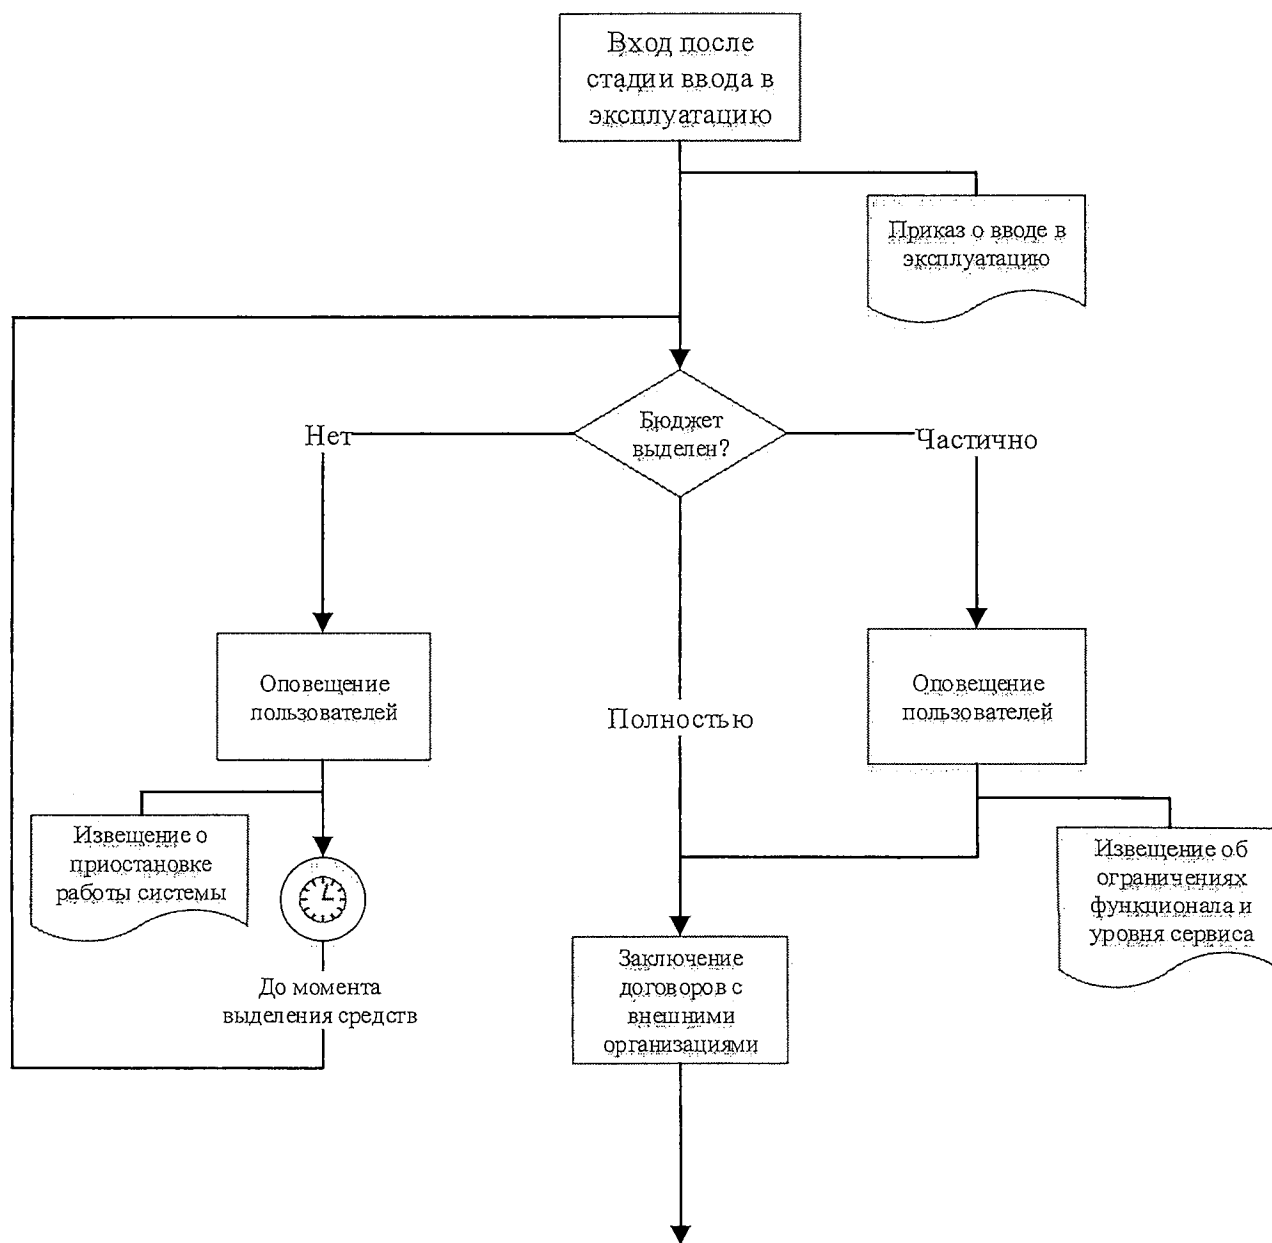 Вход после
стадии ввода в
эксплуатацию
Приказ о вводе в
эксплуатацию
Бюджет
выделен?
Нет
Частично
Оповещение
пользователей
Полностью
Оповещение
пользователей
Извещение о
приостановке
работы системы
Извещение об
ограничениях
функционала и
уровня сервиса
До момента
выделения средств
Заключение
договоров с
внешними
организациями